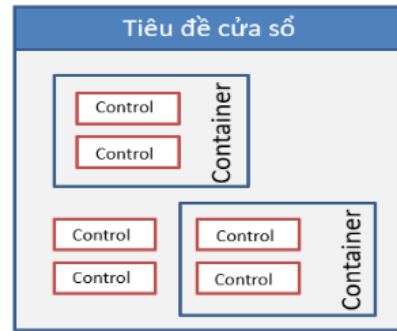 Tiêu đề cửa sổ
Control
Control
Container
Control
Control
Control
Control
Container